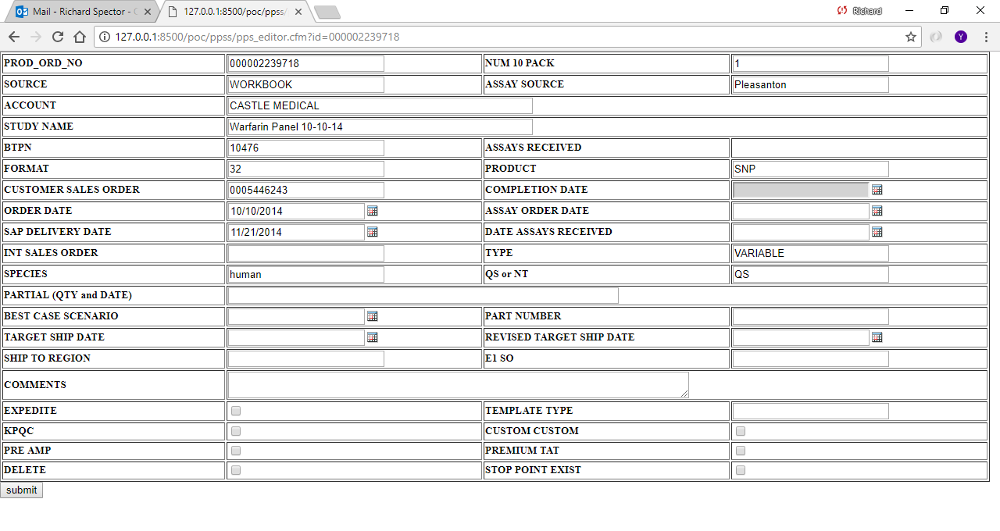 Mail - Richard Spector -
127.0.0.1:8500/poc/ppss/
Richard
127.0.0.1:8500/poc/ppss/pps_editor.cfm?id=000002239718
Y
PROD_ORD_NO 000002239718 NUM 10 PACK 1
SOURCE WORKBOOK ASSAY SOURCE Pleasanton
ACCOUNT CASTLE MEDICAL
STUDY NAME Warfarin Panel 10-10-14
BTPN 10476 ASSAYS RECEIVED
FORMAT 32 PRODUCT SNP
CUSTOMER SALES ORDER 0005446243 COMPLETION DATE
ORDER DATE 10/10/2014 ASSAY ORDER DATE
SAP DELIVERY DATE 11/21/2014 DATE ASSAYS RECEIVED
INT SALES ORDER TYPE VARIABLE
SPECIES human QS or NT QS
PARTIAL (QTY and DATE)
BEST CASE SCENARIO PART NUMBER
TARGET SHIP DATE REVISED TARGET SHIP DATE
SHIP TO REGION E1 SO
COMMENTS
EXPEDITE TEMPLATE TYPE
KPQC CUSTOM CUSTOM
PRE AMP PREMIUM TAT
DELETE STOP POINT EXIST
submit